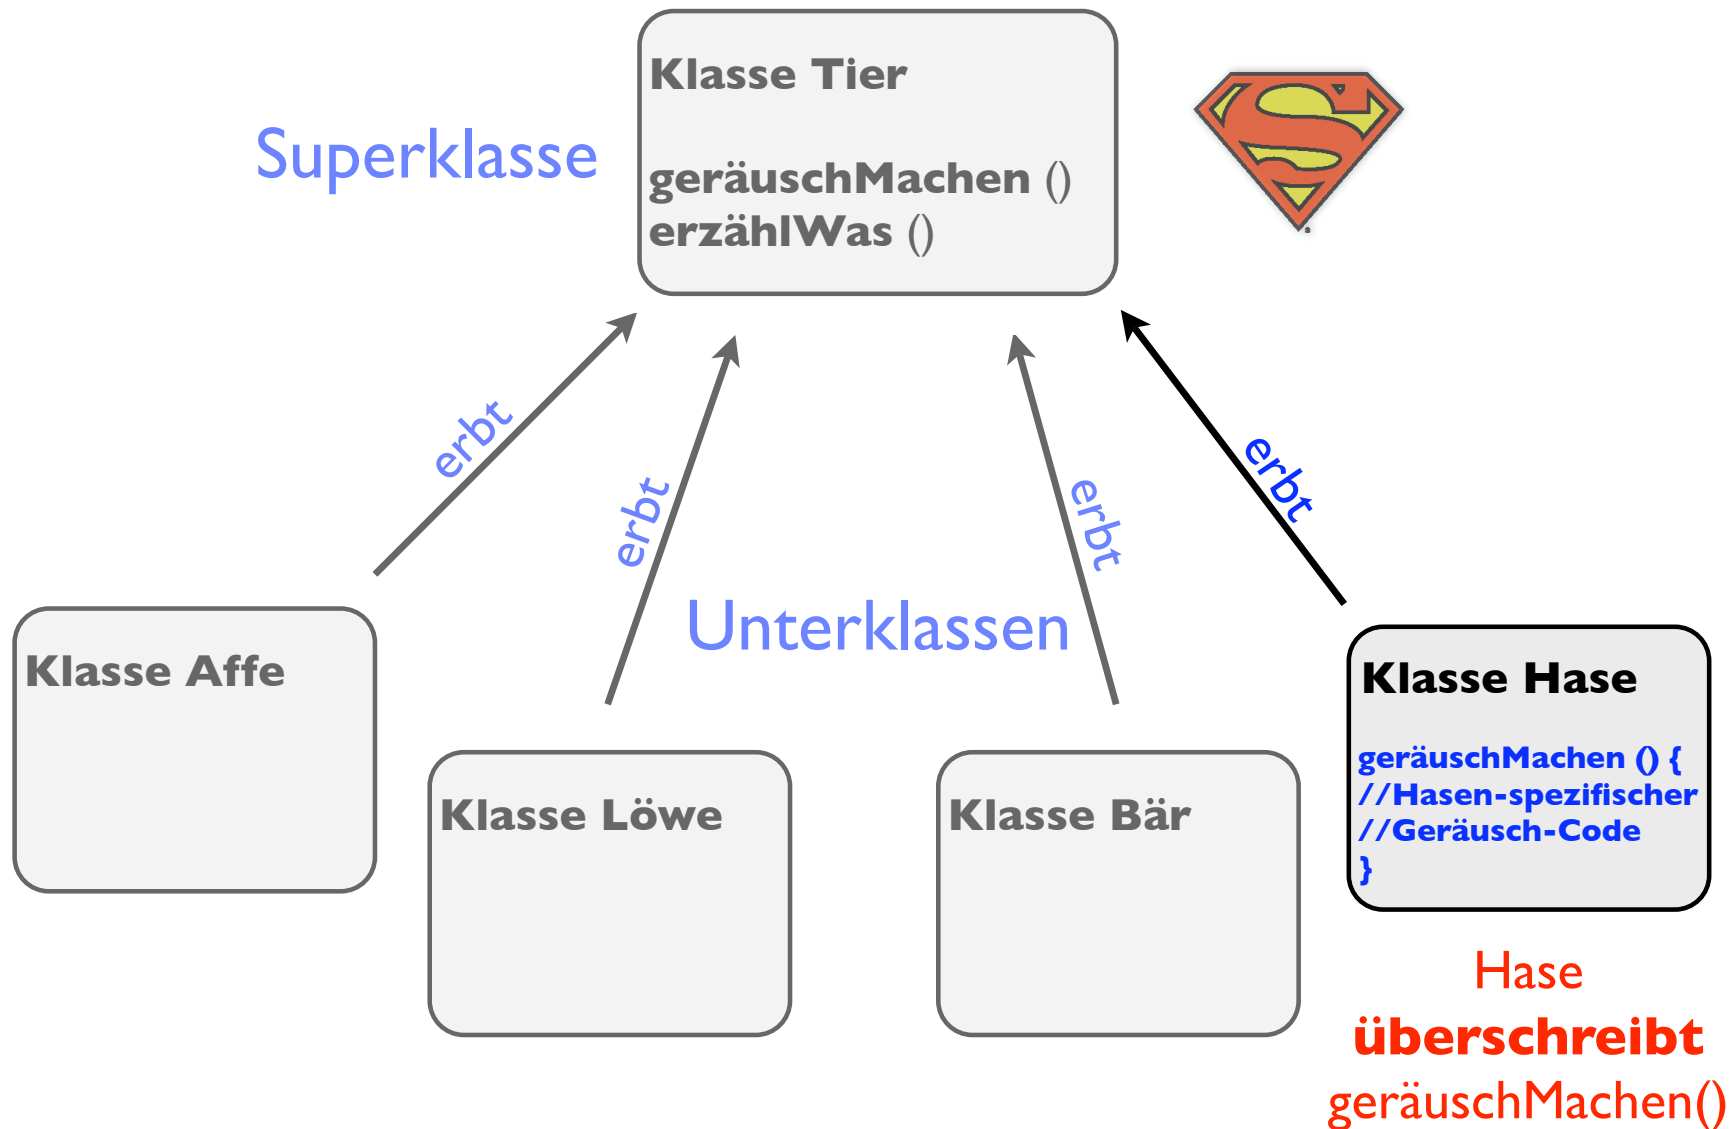 Klasse Tier
Superklasse
geräuschMachen ()
erzählWas ()
S
erbt
erbt
erbt
erbt
Unterklassen
Klasse Affe
Klasse Löwe
Klasse Bär
Klasse Hase
geräuschMachen () {
//Hasen-spezifischer
//Geräusch-Code
}
Hase
überschreibt
geräuschMachen()